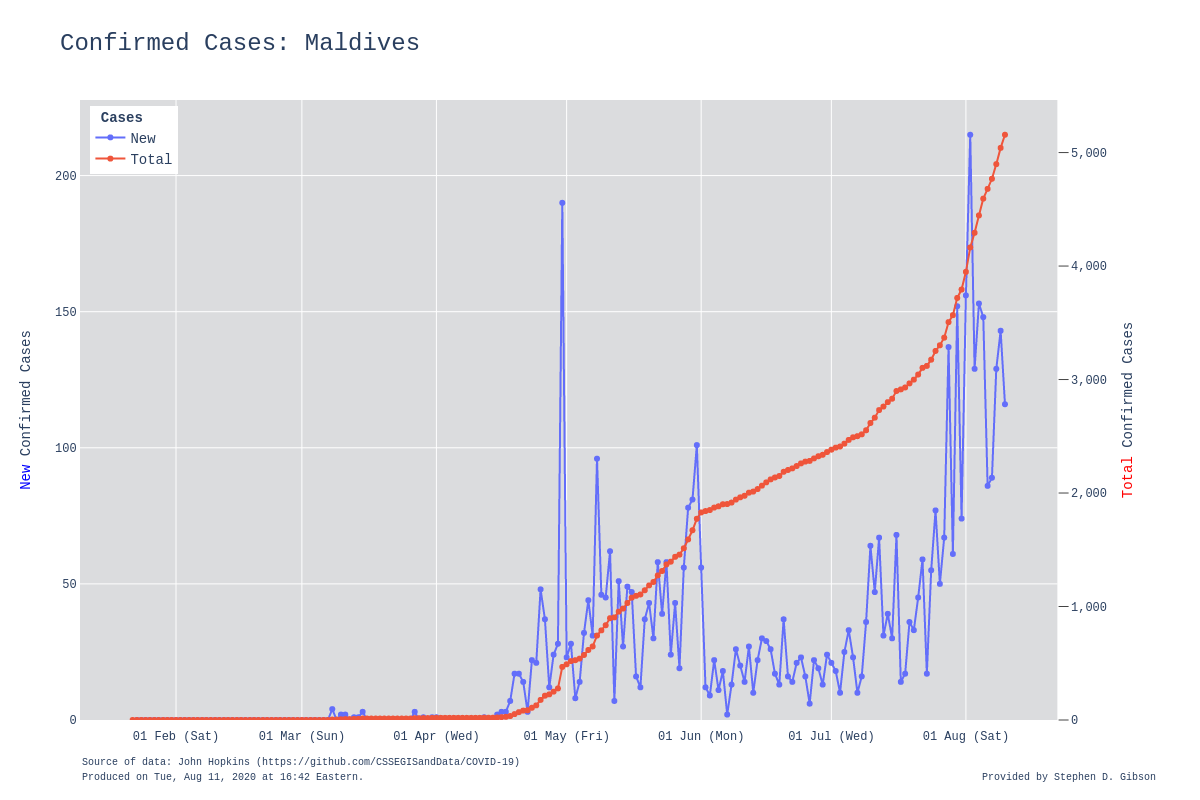 Confirmed Cases: Maldives
Cases
New
Total
200
150
100
50
0
5,000
4,000
3,000
2,000
1,000
0
New Confirmed Cases
Total Confirmed Cases
01 Feb (Sat)
01 Mar (Sun)
01 Apr (Wed)
01 May (Fri)
01 Jun (Mon)
01 Jul (Wed)
01 Aug (Sat)
Source of data: John Hopkins (https://github.com/CSSEGISandData/COVID-19)
Produced on Tue, Aug 11, 2020 at 16:42 Eastern.
Provided by Stephen D. Gibson